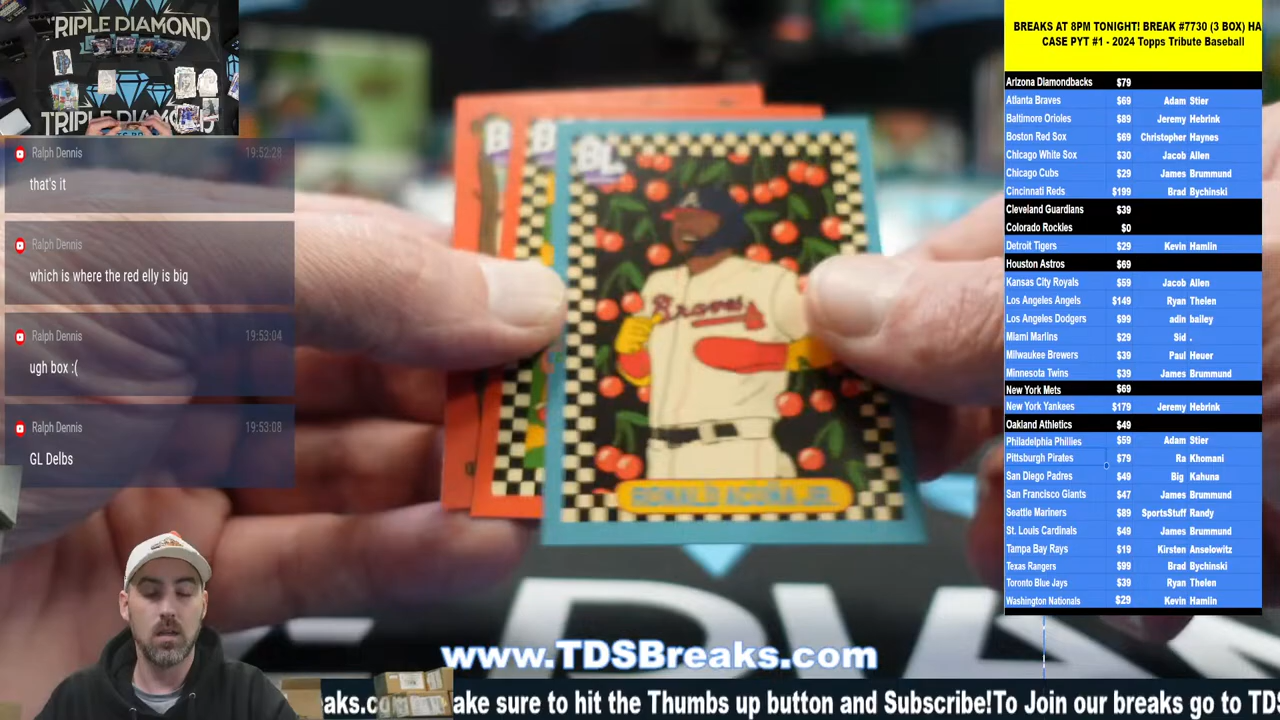 RIPLE DIAMOND
TRIPLE DIAMOND
Ralph Dennis 19:52:28
that's it
Ralph Dennis
which is where the red elly is big
Ralph Dennis 19:53:04
ugh box :(
Ralph Dennis 19:53:08
GL Delbs
BL
Braves
RONALD ACUÑA JR.
www.TDSBreaks.com
aks.co ake sure to hit the Thumbs up button and Subscribe!To Join our breaks go to TDS
BREAKS AT 8PM TONIGHT! BREAK #7730 (3 BOX) HA
CASE PYT #1 - 2024 Topps Tribute Baseball
Arizona Diamondbacks $79
Atlanta Braves $69 Adam Stier
Baltimore Orioles $89 Jeremy Hebrink
Boston Red Sox $69 Christopher Haynes
Chicago White Sox $30 Jacob Allen
Chicago Cubs $29 James Brummund
Cincinnati Reds $199 Brad Bychinski
Cleveland Guardians $39
Colorado Rockies $0
Detroit Tigers $29 Kevin Hamlin
Houston Astros $69
Kansas City Royals $59 Jacob Allen
Los Angeles Angels $149 Ryan Thelen
Los Angeles Dodgers $99 adin bailey
Miami Marlins $29 Sid .
Milwaukee Brewers $39 Paul Heuer
Minnesota Twins $39 James Brummund
New York Mets $69
New York Yankees $179 Jeremy Hebrink
Oakland Athletics $49
Philadelphia Phillies $59 Adam Stier
Pittsburgh Pirates $79 Ra Khomani
San Diego Padres $49 Big Kahuna
San Francisco Giants $47 James Brummund
Seattle Mariners $89 SportsStuff Randy
St. Louis Cardinals $49 James Brummund
Tampa Bay Rays $19 Kirsten Anselowitz
Texas Rangers $99 Brad Bychinski
Toronto Blue Jays $39 Ryan Thelen
Washington Nationals $29 Kevin Hamlin